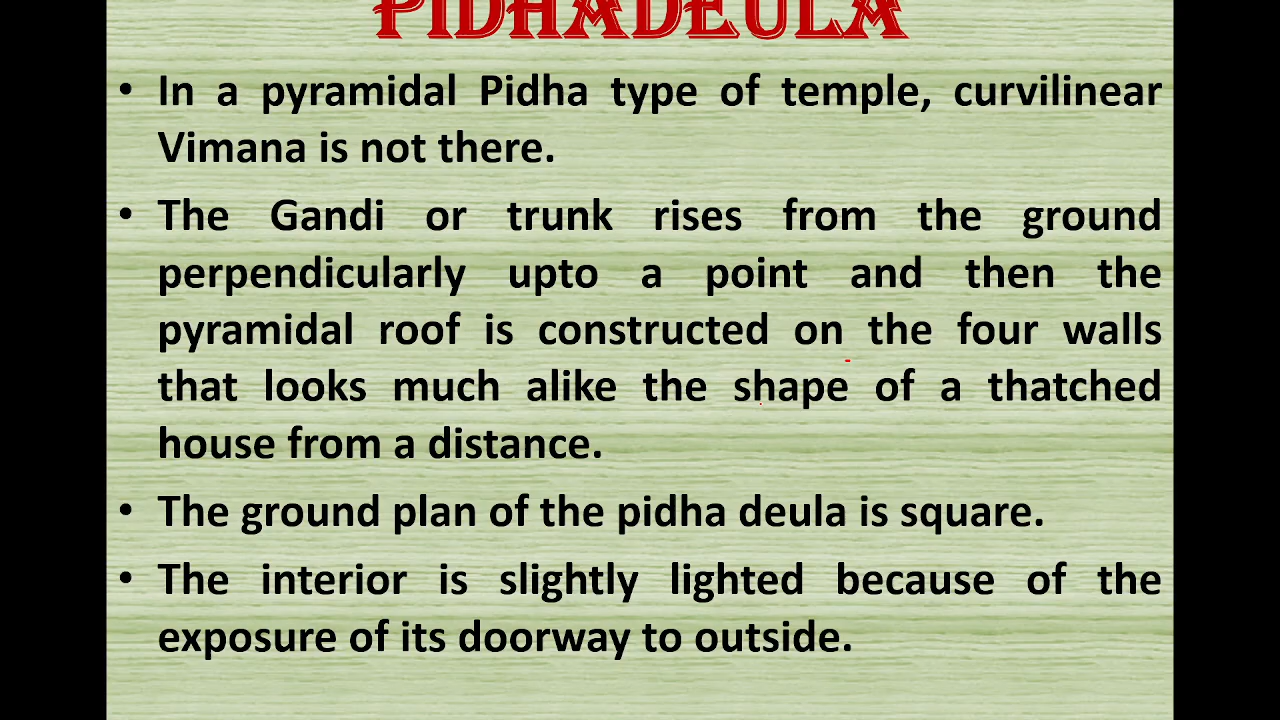 PIDHADEULA
• In a pyramidal Pidha type of temple, curvilinear
Vimana is not there.
• The Gandi or trunk rises from the ground
perpendicularly upto a point and then the
pyramidal roof is constructed on the four walls
that looks much alike the shape of a thatched
house from a distance.
• The ground plan of the pidha deula is square.
• The interior is slightly lighted because of the
exposure of its doorway to outside.